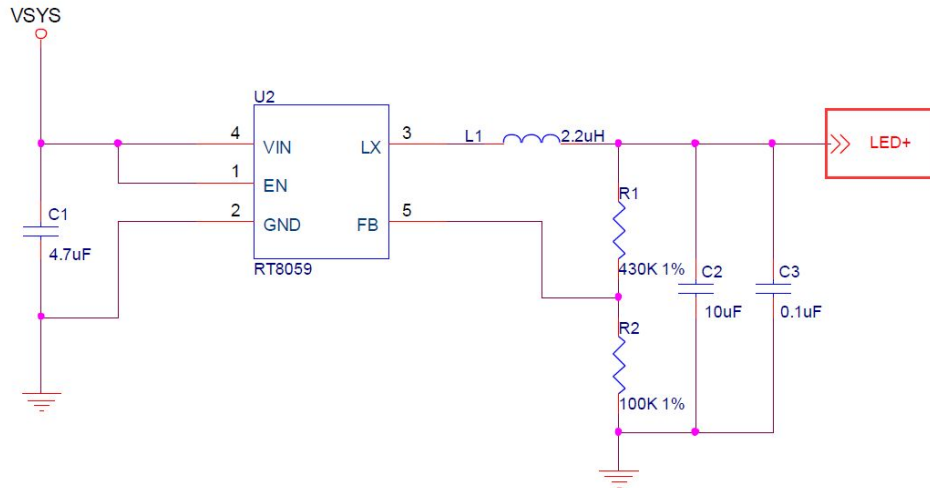 VSYS
U2
4 VIN LX 3
L1 2.2uH
LED+
1 EN
2 GND FB 5
RT8059
C1
4.7uF
R1
430K 1%
C2
10uF
C3
0.1uF
R2
100K 1%